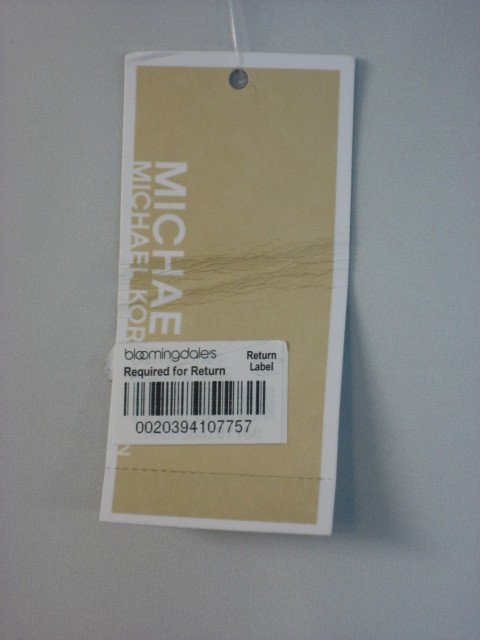 MICHAE
MICHAEL KOR
bloomingdale's
Return
Label
Required for Return
0020394107757
N